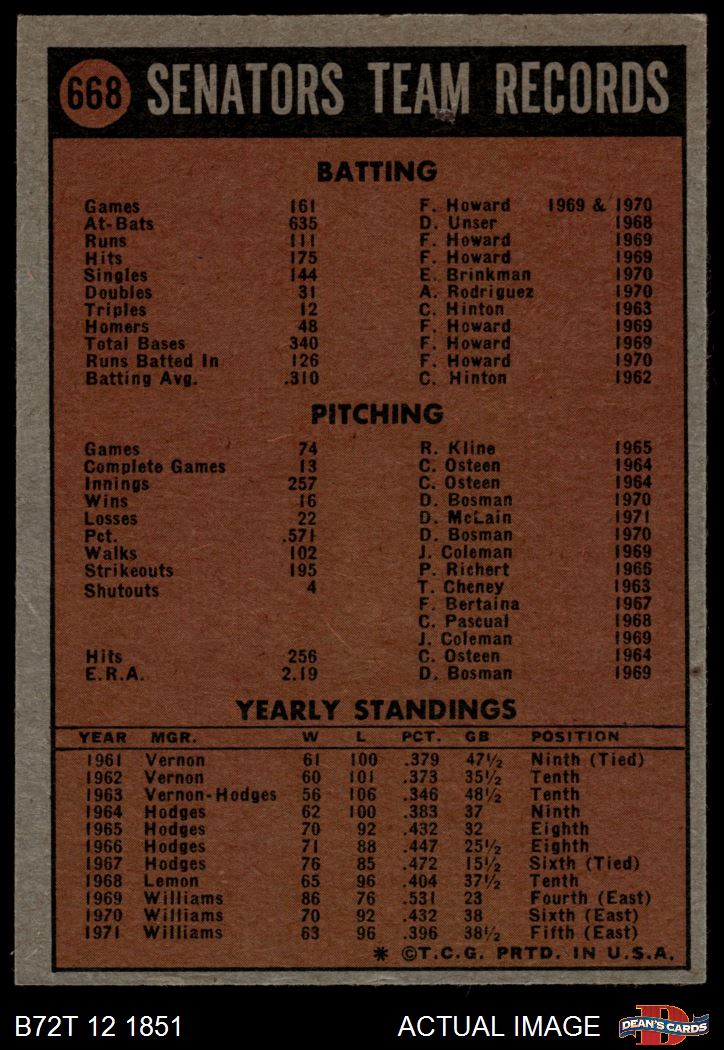 668 SENATORS TEAM RECORDS
BATTING
Games 161 F. Howard 1969 & 1970
At-Bats 635 D. Unser 1968
Runs 111 F. Howard 1969
Hits 175 F. Howard 1969
Singles 144 E. Brinkman 1970
Doubles 31 A. Rodriguez 1970
Triples 12 C. Hinton 1963
Homers 48 F. Howard 1969
Total Bases 340 F. Howard 1969
Runs Batted In 126 F. Howard 1970
Batting Avg. .310 C. Hinton 1962
PITCHING
Games 74 R. Kline 1965
Complete Games 13 C. Osteen 1964
Innings 257 C. Osteen 1964
Wins 16 D. Bosman 1970
Losses 22 D. McLain 1971
Pct. .571 D. Bosman 1970
Walks 102 J. Coleman 1969
Strikeouts 195 P. Richert 1966
Shutouts 4 T. Cheney 1963
F. Bertaina 1967
C. Pascual 1968
J. Coleman 1969
Hits 256 C. Osteen 1964
E.R.A. 2.19 D. Bosman 1969
YEARLY STANDINGS
YEAR MGR. W L PCT. GB POSITION
1961 Vernon 61 100 .379 47½ Ninth (Tied)
1962 Vernon 60 101 .373 35½ Tenth
1963 Vernon-Hodges 56 106 .346 48½ Tenth
1964 Hodges 62 100 .383 37 Ninth
1965 Hodges 70 92 .432 32 Eighth
1966 Hodges 71 88 .447 25½ Eighth
1967 Hodges 76 85 .472 15½ Sixth (Tied)
1968 Lemon 65 96 .404 37½ Tenth
1969 Williams 86 76 .531 23 Fourth (East)
1970 Williams 70 92 .432 38 Sixth (East)
1971 Williams 63 96 .396 38½ Fifth (East)
* ©T.C.G. PRTD. IN U.S.A.
B72T 12 1851 ACTUAL IMAGE D DEAN'S CARDS